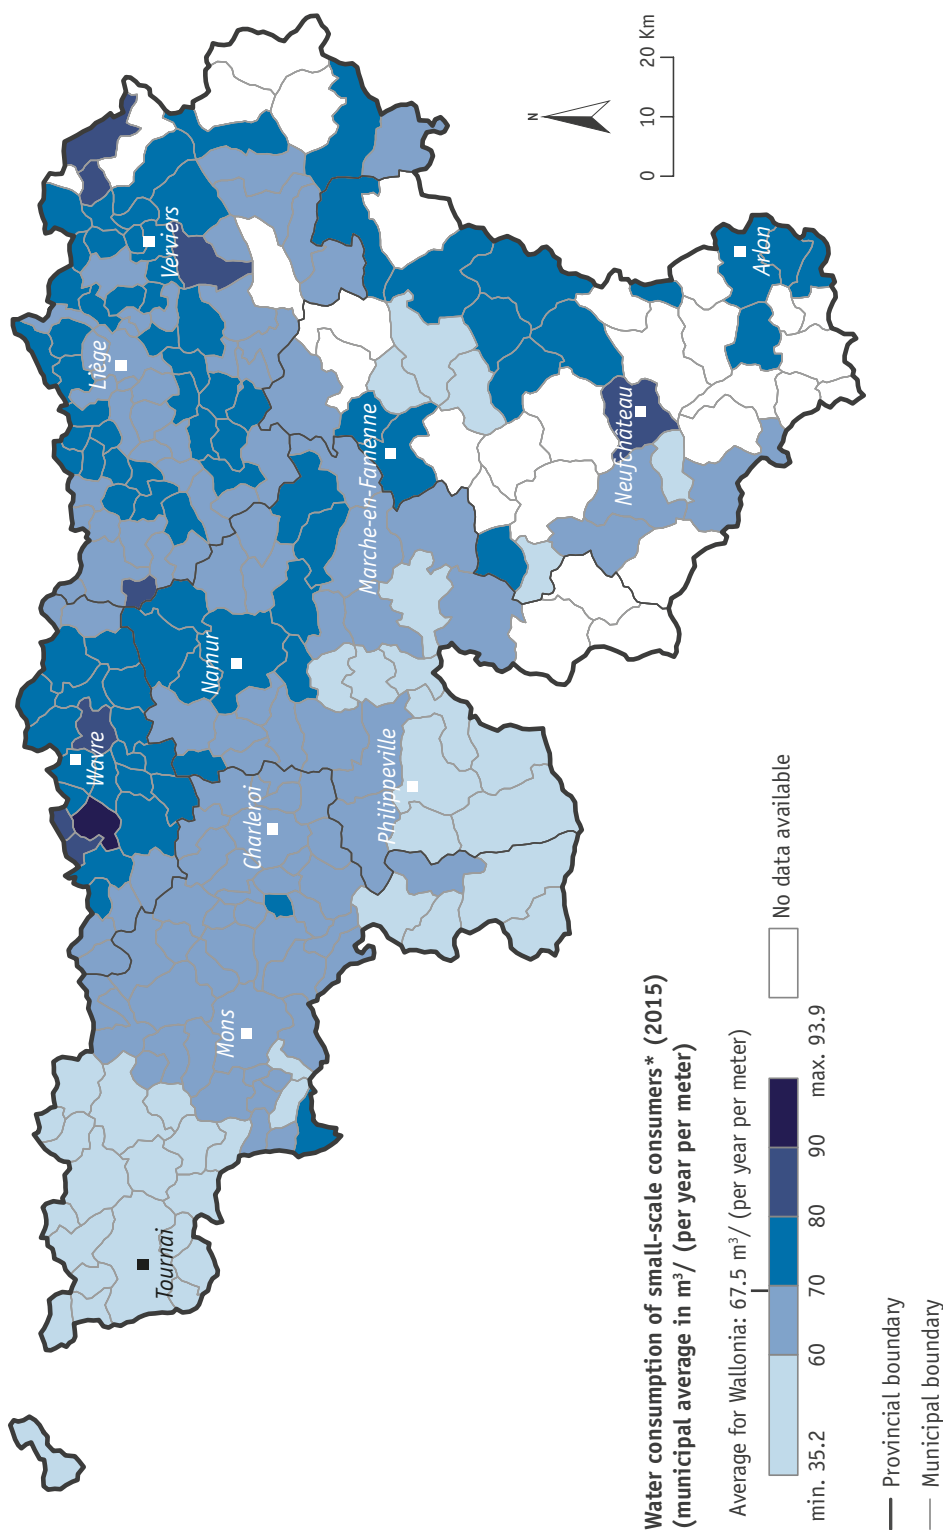 Tournai
Mons
Charleroi
Wavre
Namur
Philippeville
Liège
Verviers
Marche-en-Famenne
Neufchâteau
Arlon
N
0 10 20 Km
Water consumption of small-scale consumers* (2015)
(municipal average in m³/ (per year per meter)
Average for Wallonia: 67.5 m³/ (per year per meter)
min. 35.2 60 70 80 90 max. 93.9
No data available
Provincial boundary
Municipal boundary